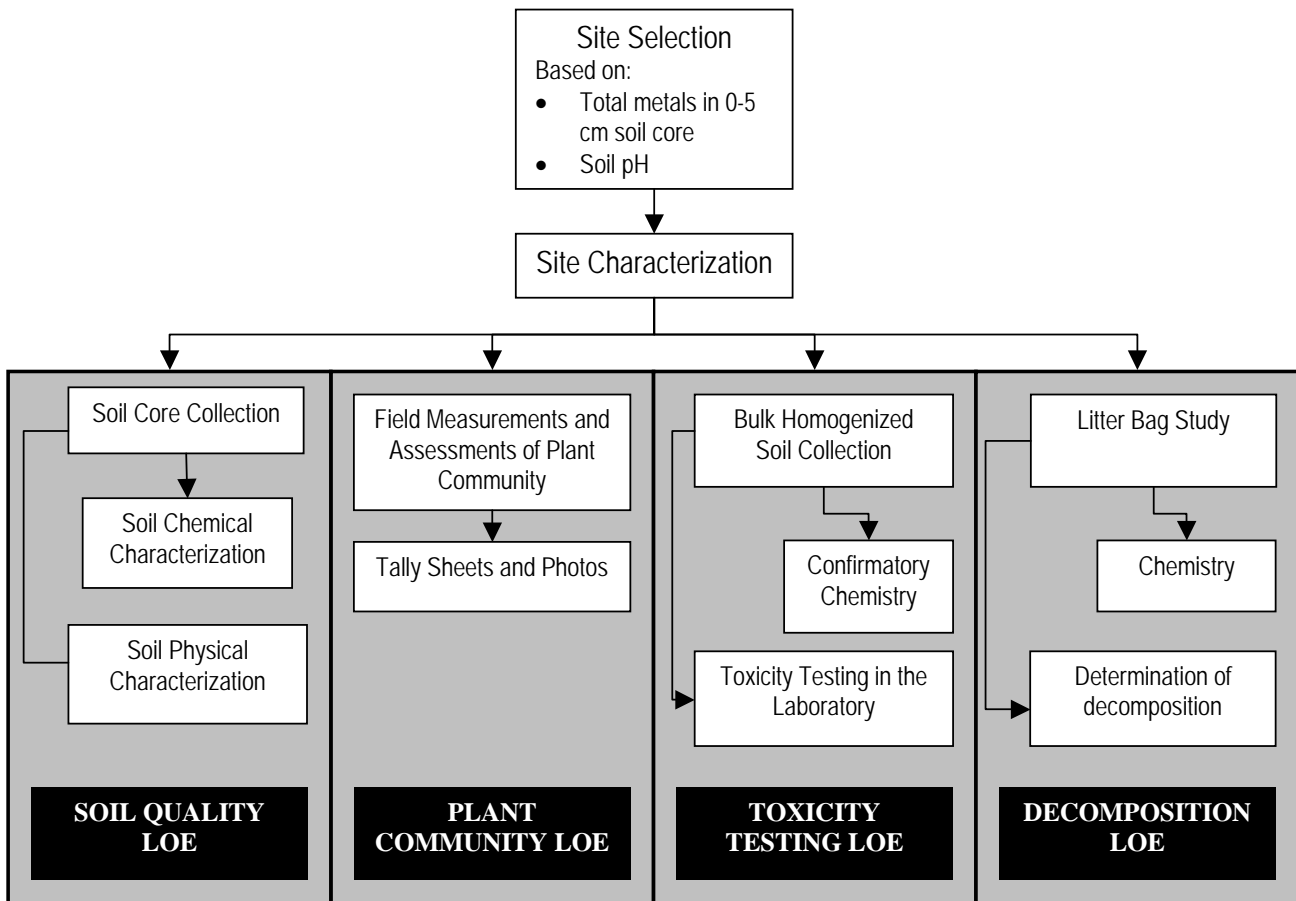 Site Selection
Based on:
• Total metals in 0-5
cm soil core
• Soil pH
Site Characterization
Soil Core Collection
Soil Chemical
Characterization
Soil Physical
Characterization
SOIL QUALITY
LOE
Field Measurements and
Assessments of Plant
Community
Tally Sheets and Photos
PLANT
COMMUNITY LOE
Bulk Homogenized
Soil Collection
Confirmatory
Chemistry
Toxicity Testing in the
Laboratory
TOXICITY
TESTING LOE
Litter Bag Study
Chemistry
Determination of
decomposition
DECOMPOSITION
LOE